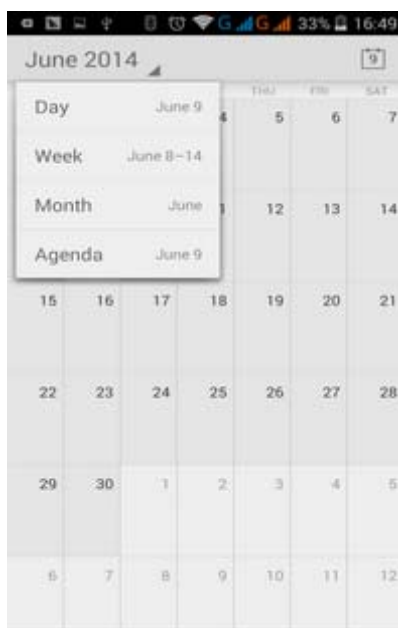 G G 33% 16:49
June 2014 9
THU FRI SAT
Day June 9 4 5 6 7
Week June 8–14
Month June 1 12 13 14
Agenda June 9
15 16 17 18 19 20 21
22 23 24 25 26 27 28
29 30 1 2 3 4 5
6 7 8 9 10 11 12